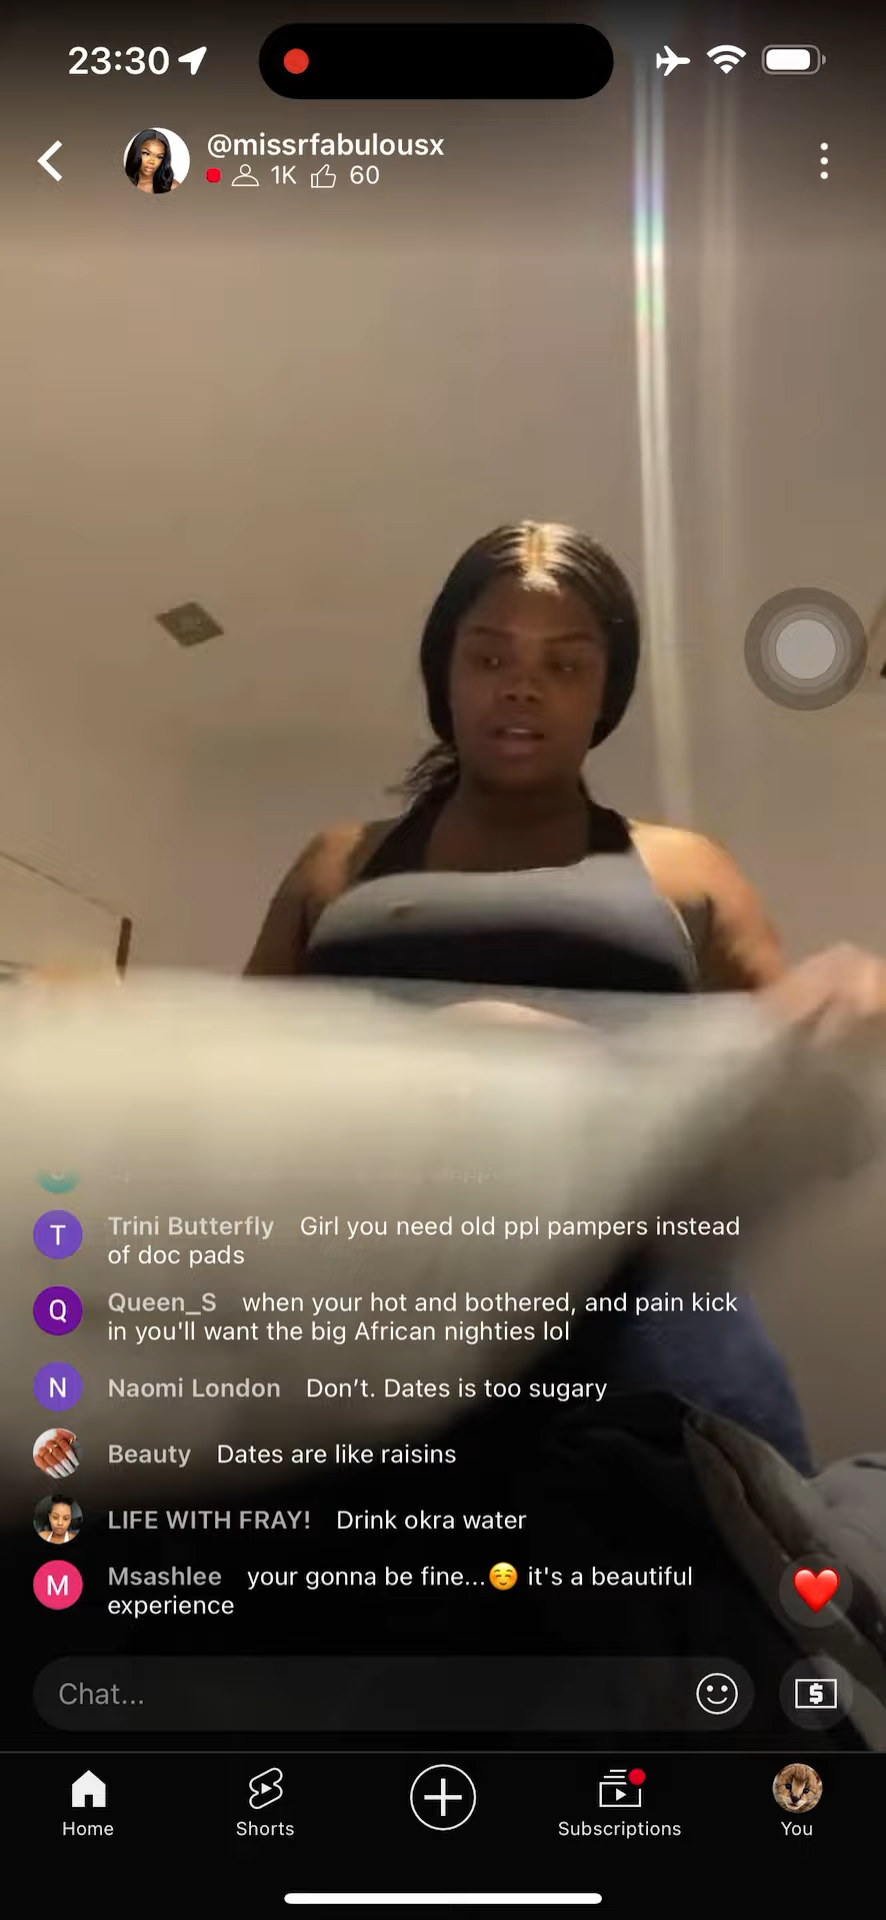 23:30
@missrfabulousx
1K 60
Trini Butterfly Girl you need old ppl pampers instead
of doc pads
Queen_S when your hot and bothered, and pain kick
in you'll want the big African nighties lol
Naomi London Don’t. Dates is too sugary
Beauty Dates are like raisins
LIFE WITH FRAY! Drink okra water
Msashlee your gonna be fine...☺️ it's a beautiful
experience
Chat...
Home Shorts Subscriptions You